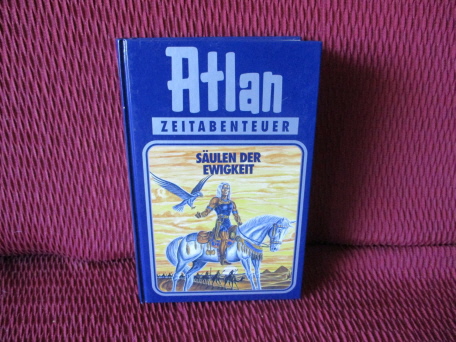 Atlan
ZEITABENTEUER
SÄULEN DER
EWIGKEIT